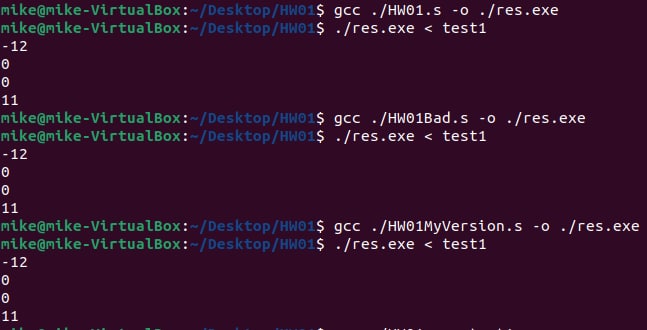 mike@mike-VirtualBox:~/Desktop/HW01$ gcc ./HW01.s -o ./res.exe
mike@mike-VirtualBox:~/Desktop/HW01$ ./res.exe < test1
-12
0
0
11
mike@mike-VirtualBox:~/Desktop/HW01$ gcc ./HW01Bad.s -o ./res.exe
mike@mike-VirtualBox:~/Desktop/HW01$ ./res.exe < test1
-12
0
0
11
mike@mike-VirtualBox:~/Desktop/HW01$ gcc ./HW01MyVersion.s -o ./res.exe
mike@mike-VirtualBox:~/Desktop/HW01$ ./res.exe < test1
-12
0
0
11